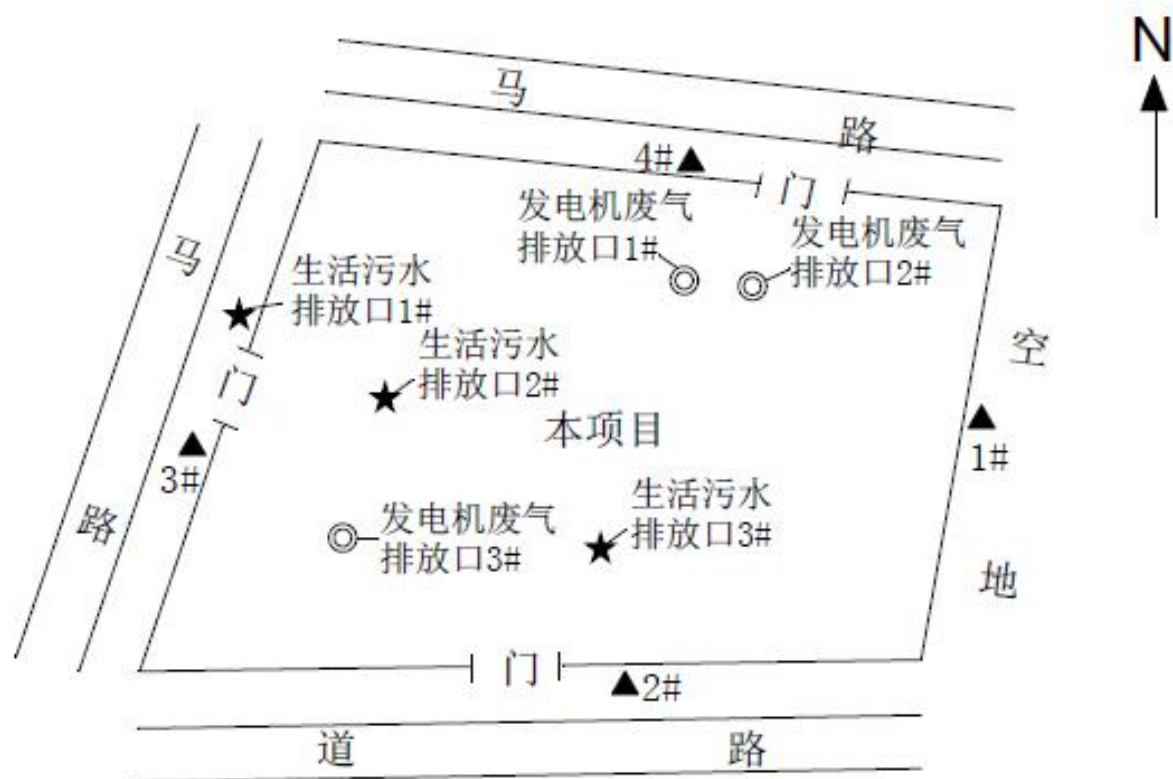 N
马
路
4#
门
发电机废气
排放口1#
发电机废气
排放口2#
马
路
生活污水
排放口1#
生活污水
排放口2#
门
本项目
空
地
1#
3#
生活污水
排放口3#
发电机废气
排放口3#
门
2#
道
路